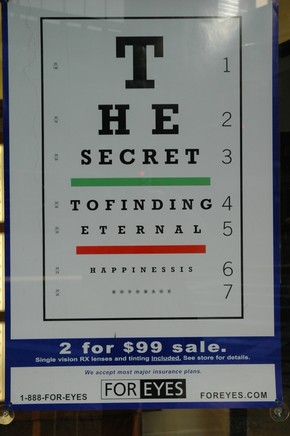 T 1
HE 2
SECRET 3
TOFINDING 4
ETERNAL 5
HAPPINESSIS 6
7
2 for $99 sale.
Single vision RX lenses and tinting included. See store for details.
We accept most major insurance plans.
1-888-FOR-EYES FOR EYES FOREYES.COM